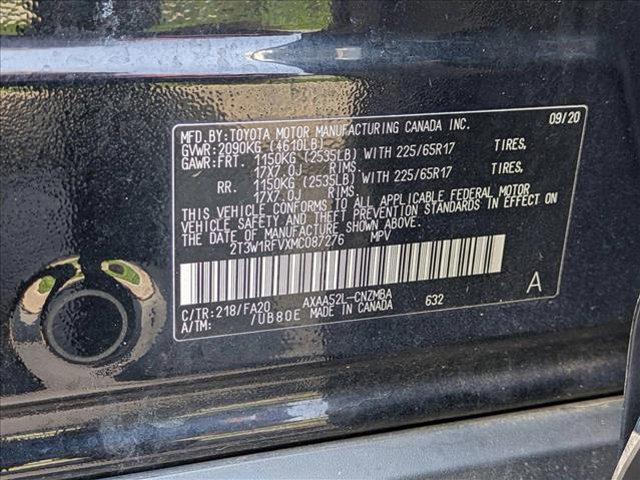 MFD.BY:TOYOTA MOTOR MANUFACTURING CANADA INC. 09/20
GVWR:2090KG (4610LB)
GAWR:FRT. 1150KG (2535LB) WITH 225/65R17 TIRES,
17X7.0J RIMS
RR. 1150KG (2535LB) WITH 225/65R17 TIRES,
17X7.0J RIMS
THIS VEHICLE CONFORMS TO ALL APPLICABLE FEDERAL MOTOR
VEHICLE SAFETY AND THEFT PREVENTION STANDARDS IN EFFECT ON
THE DATE OF MANUFACTURE SHOWN ABOVE.
2T3W1RFVXMC087276 MPV
C/TR:218/FA20 AXAA52L-CNZMBA 632 A
A/TM: /UB80E MADE IN CANADA